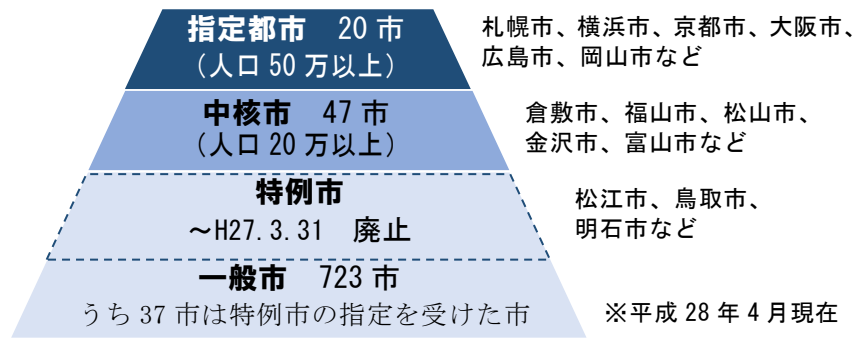 指定都市　20 市
（人口 50 万以上）
札幌市、横浜市、京都市、大阪市、
広島市、岡山市など
中核市　47 市
（人口 20 万以上）
倉敷市、福山市、松山市、
金沢市、富山市など
特例市
～H27.3.31　廃止
松江市、鳥取市、
明石市など
一般市　723 市
うち 37 市は特例市の指定を受けた市
※平成 28 年 4 月現在